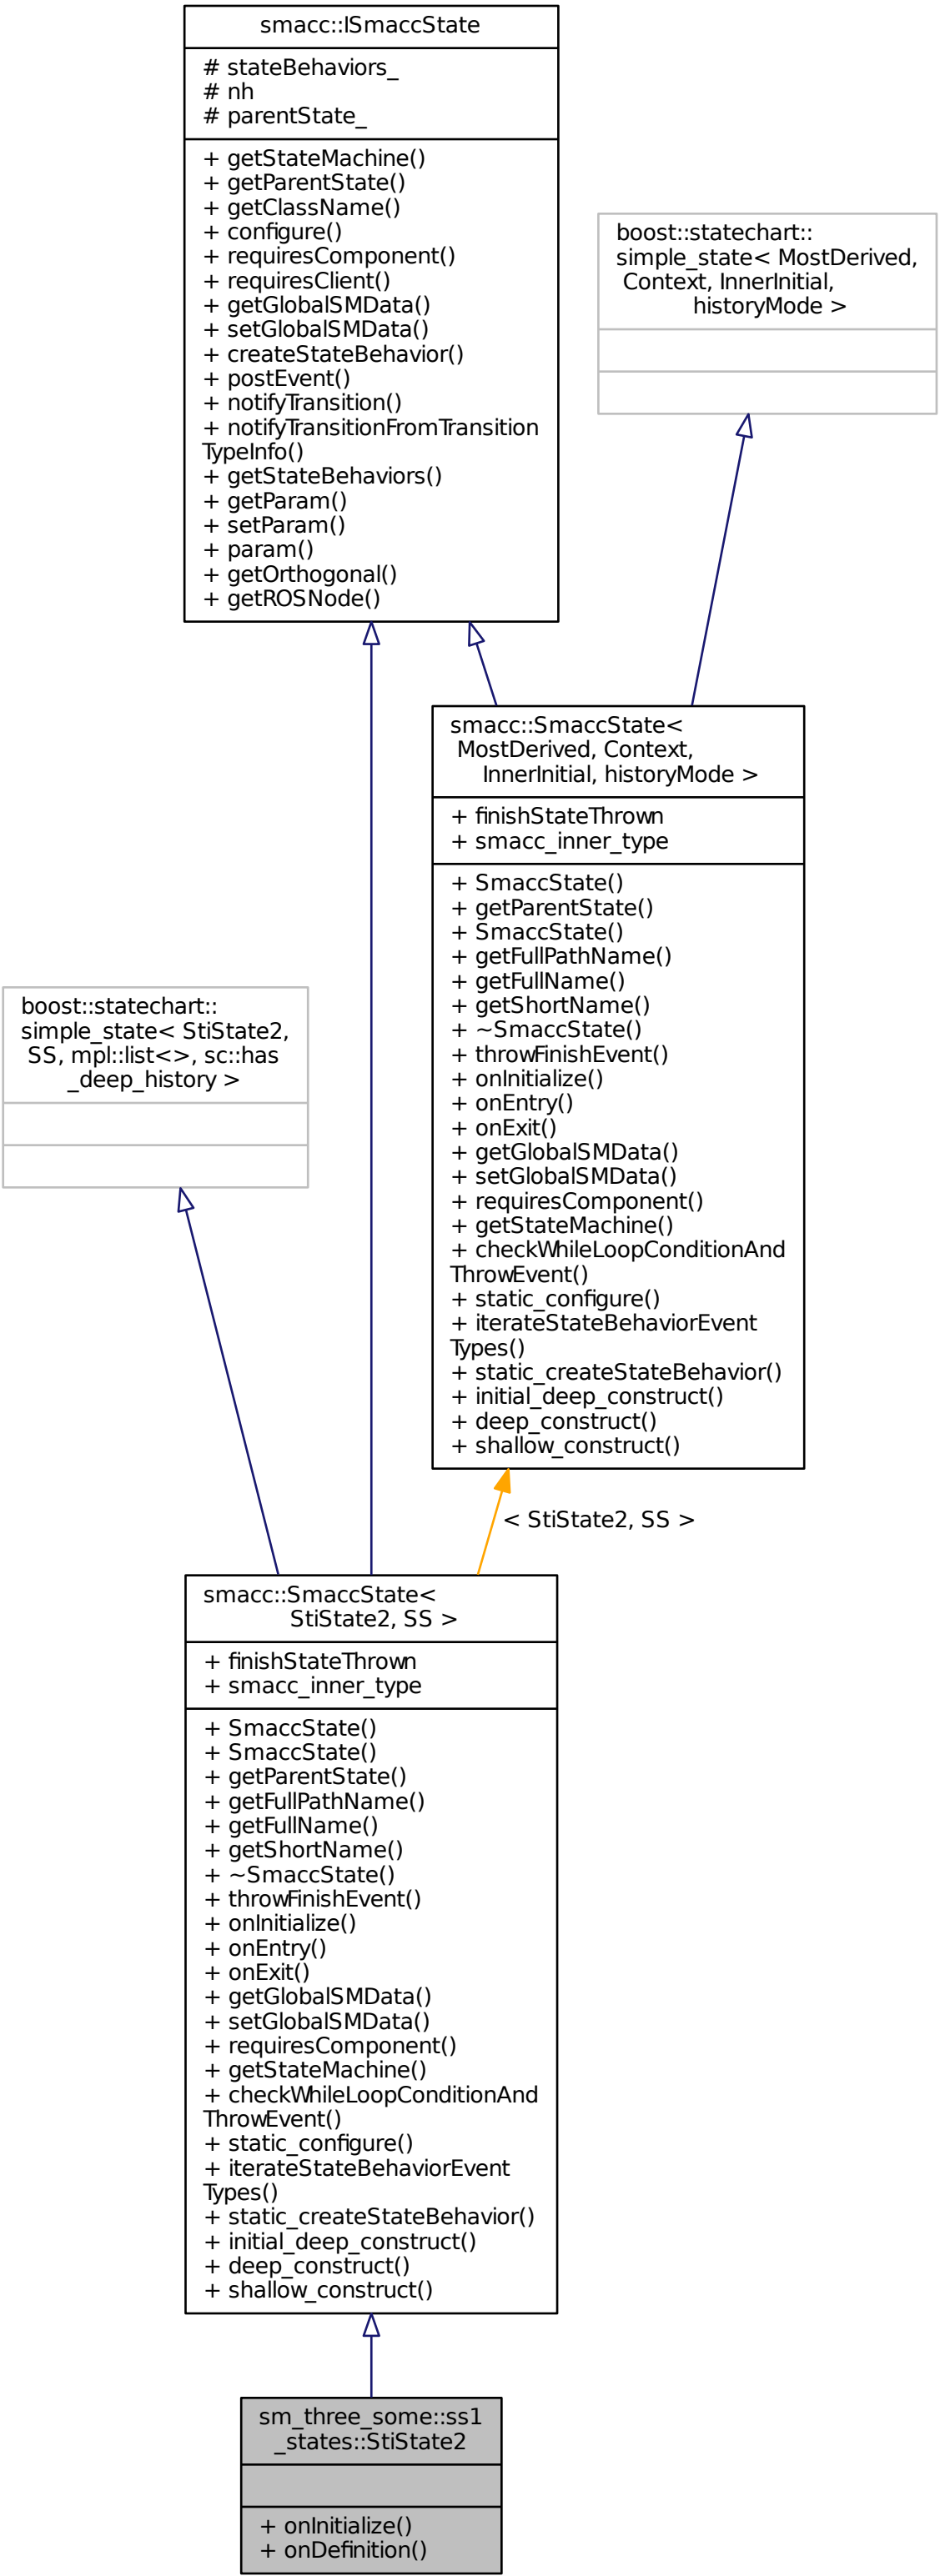 smacc::ISmaccState
# stateBehaviors_
# nh
# parentState_
+ getStateMachine()
+ getParentState()
+ getClassName()
+ configure()
+ requiresComponent()
+ requiresClient()
+ getGlobalSMData()
+ setGlobalSMData()
+ createStateBehavior()
+ postEvent()
+ notifyTransition()
+ notifyTransitionFromTransition
TypeInfo()
+ getStateBehaviors()
+ getParam()
+ setParam()
+ param()
+ getOrthogonal()
+ getROSNode()
boost::statechart::
simple_state< MostDerived,
Context, InnerInitial,
historyMode >
smacc::SmaccState<
MostDerived, Context,
InnerInitial, historyMode >
+ finishStateThrown
+ smacc_inner_type
+ SmaccState()
+ getParentState()
+ SmaccState()
+ getFullPathName()
+ getFullName()
+ getShortName()
+ ~SmaccState()
+ throwFinishEvent()
+ onInitialize()
+ onEntry()
+ onExit()
+ getGlobalSMData()
+ setGlobalSMData()
+ requiresComponent()
+ getStateMachine()
+ checkWhileLoopConditionAnd
ThrowEvent()
+ static_configure()
+ iterateStateBehaviorEvent
Types()
+ static_createStateBehavior()
+ initial_deep_construct()
+ deep_construct()
+ shallow_construct()
boost::statechart::
simple_state< StiState2,
SS, mpl::list<>, sc::has
_deep_history >
< StiState2, SS >
smacc::SmaccState<
StiState2, SS >
+ finishStateThrown
+ smacc_inner_type
+ SmaccState()
+ SmaccState()
+ getParentState()
+ getFullPathName()
+ getFullName()
+ getShortName()
+ ~SmaccState()
+ throwFinishEvent()
+ onInitialize()
+ onEntry()
+ onExit()
+ getGlobalSMData()
+ setGlobalSMData()
+ requiresComponent()
+ getStateMachine()
+ checkWhileLoopConditionAnd
ThrowEvent()
+ static_configure()
+ iterateStateBehaviorEvent
Types()
+ static_createStateBehavior()
+ initial_deep_construct()
+ deep_construct()
+ shallow_construct()
sm_three_some::ss1
_states::StiState2
+ onInitialize()
+ onDefinition()